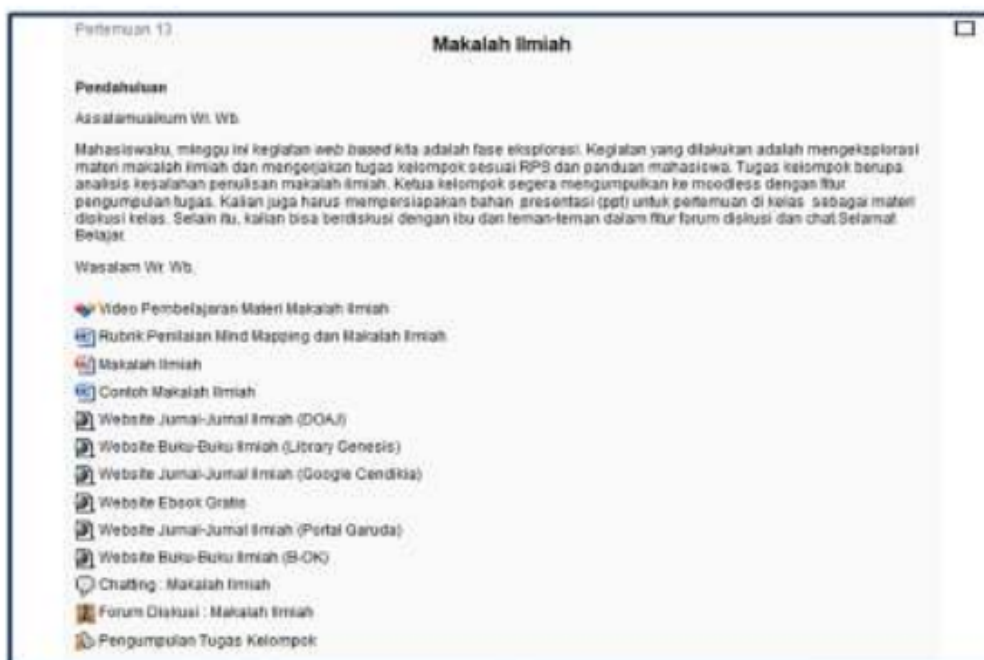 Pertemuan 13
Makalah Ilmiah
Pendahuluan
Assalamualkum Wr. Wb.
Mahasiswaku, minggu ini kegiatan web based kita adalah fase eksplorasi. Kegiatan yang dilakukan adalah mengeksplorasi
materi makalah ilmiah dan mengerjakan tugas kelompok sesuai RPS dan panduan mahasiswa. Tugas kelompok berupa
analisis kesalahan penulisan makalah ilmiah. Ketua kelompok segera mengumpulkan ke moodless dengan fitur
pengumpulan tugas. Kalian juga harus mempersiapakan bahan presentasi (ppt) untuk pertemuan di kelas sebagai materi
diskusi kelas. Selain itu, kalian bisa berdiskusi dengan ibu dan teman-teman dalam fitur forum diskusi dan chat.Selamat
Belajar.
Wasalam Wr. Wb.
Video Pembelajaran Materi Makalah Ilmiah
Rubrik Penilaian Mind Mapping dan Makalah Ilmiah
Makalah Ilmiah
Contoh Makalah Ilmiah
Website Jurnal-Jurnal Ilmiah (DOAJ)
Website Buku-Buku Ilmiah (Library Genesis)
Website Jurnal-Jurnal Ilmiah (Google Cendikia)
Website Ebook Gratis
Website Jurnal-Jurnal Ilmiah (Portal Garuda)
Website Buku-Buku Ilmiah (B-OK)
Chatting : Makalah Ilmiah
Forum Diskusi : Makalah Ilmiah
Pengumpulan Tugas Kelompok